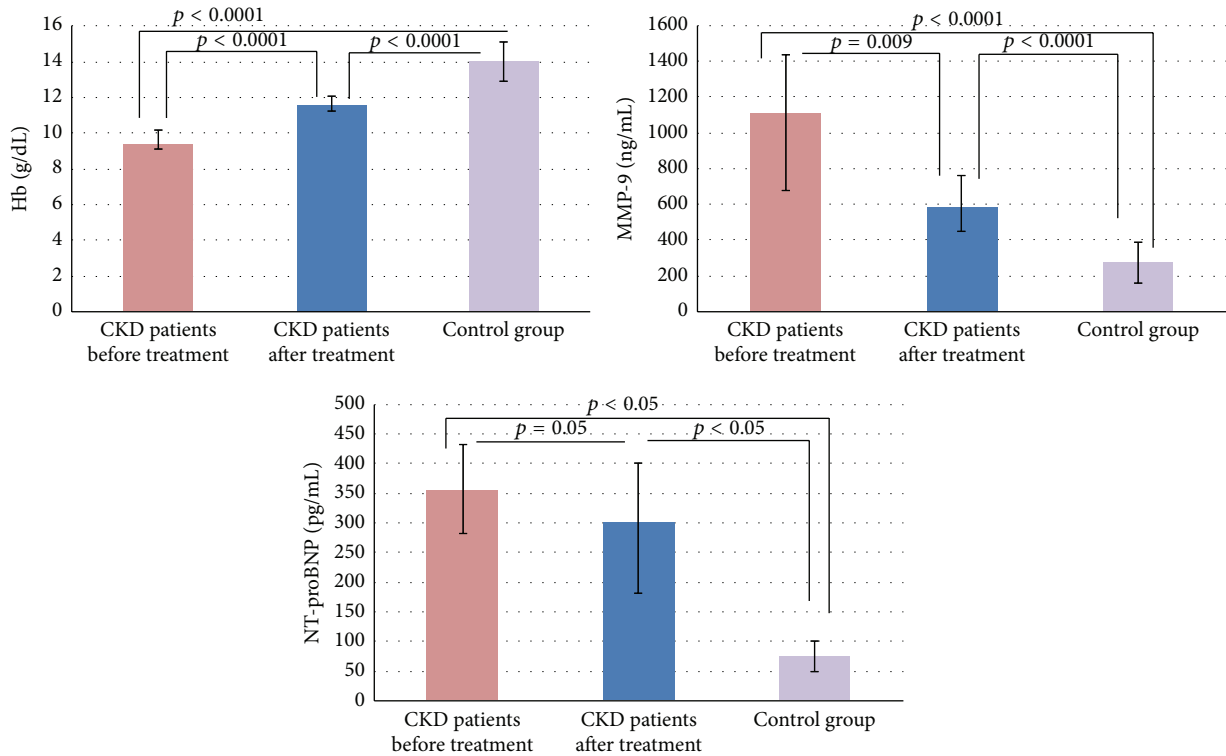 p < 0.0001
p < 0.0001
p < 0.0001
16
14
12
10
8
6
4
2
0
Hb (g/dL)
CKD patients
before treatment
CKD patients
after treatment
Control group
p < 0.0001
p = 0.009
p < 0.0001
1600
1400
1200
1000
800
600
400
200
0
MMP-9 (ng/mL)
CKD patients
before treatment
CKD patients
after treatment
Control group
p < 0.05
p = 0.05
p < 0.05
500
450
400
350
300
250
200
150
100
50
0
NT-proBNP (pg/mL)
CKD patients
before treatment
CKD patients
after treatment
Control group